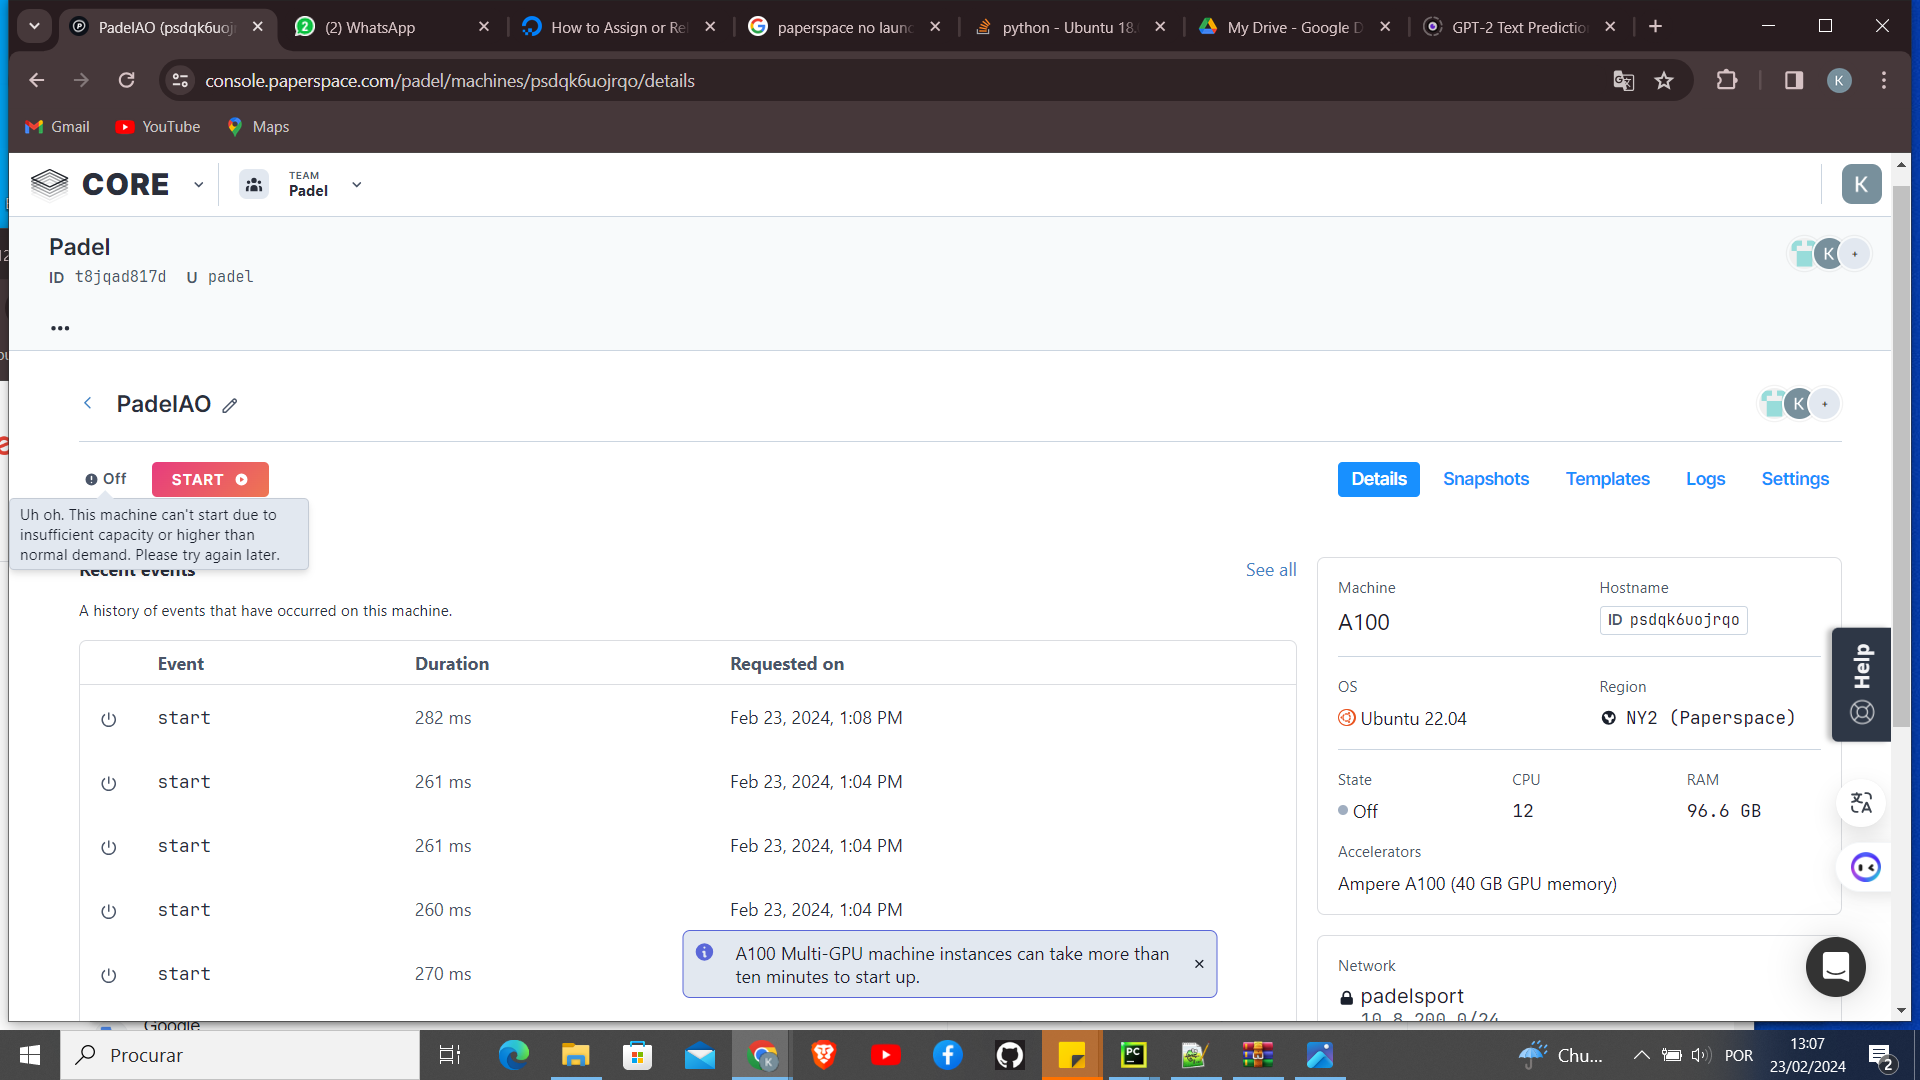 PadelAO (psdqk6uoj
(2) WhatsApp
How to Assign or Re
paperspace no laun
python - Ubuntu 18.
My Drive - Google D
GPT-2 Text Predictio
console.paperspace.com/padel/machines/psdqk6uojrqo/details
K
Gmail
YouTube
Maps
CORE
TEAM
Padel
K
Padel
ID t8jqad817d U padel
K
+
•••
PadelAO
K
+
Off
START
Details
Snapshots
Templates
Logs
Settings
Uh oh. This machine can't start due to
insufficient capacity or higher than
normal demand. Please try again later.
Recent events
See all
A history of events that have occurred on this machine.
Event Duration Requested on
start 282 ms Feb 23, 2024, 1:08 PM
start 261 ms Feb 23, 2024, 1:04 PM
start 261 ms Feb 23, 2024, 1:04 PM
start 260 ms Feb 23, 2024, 1:04 PM
start 270 ms
A100 Multi-GPU machine instances can take more than
ten minutes to start up.
Machine
A100
Hostname
ID psdqk6uojrqo
OS
Ubuntu 22.04
Region
NY2 (Paperspace)
State
Off
CPU
12
RAM
96.6 GB
Accelerators
Ampere A100 (40 GB GPU memory)
Network
padelsport
10.8.200.0/24
Help
Google
Procurar
PC
Chu...
POR
13:07
23/02/2024
2